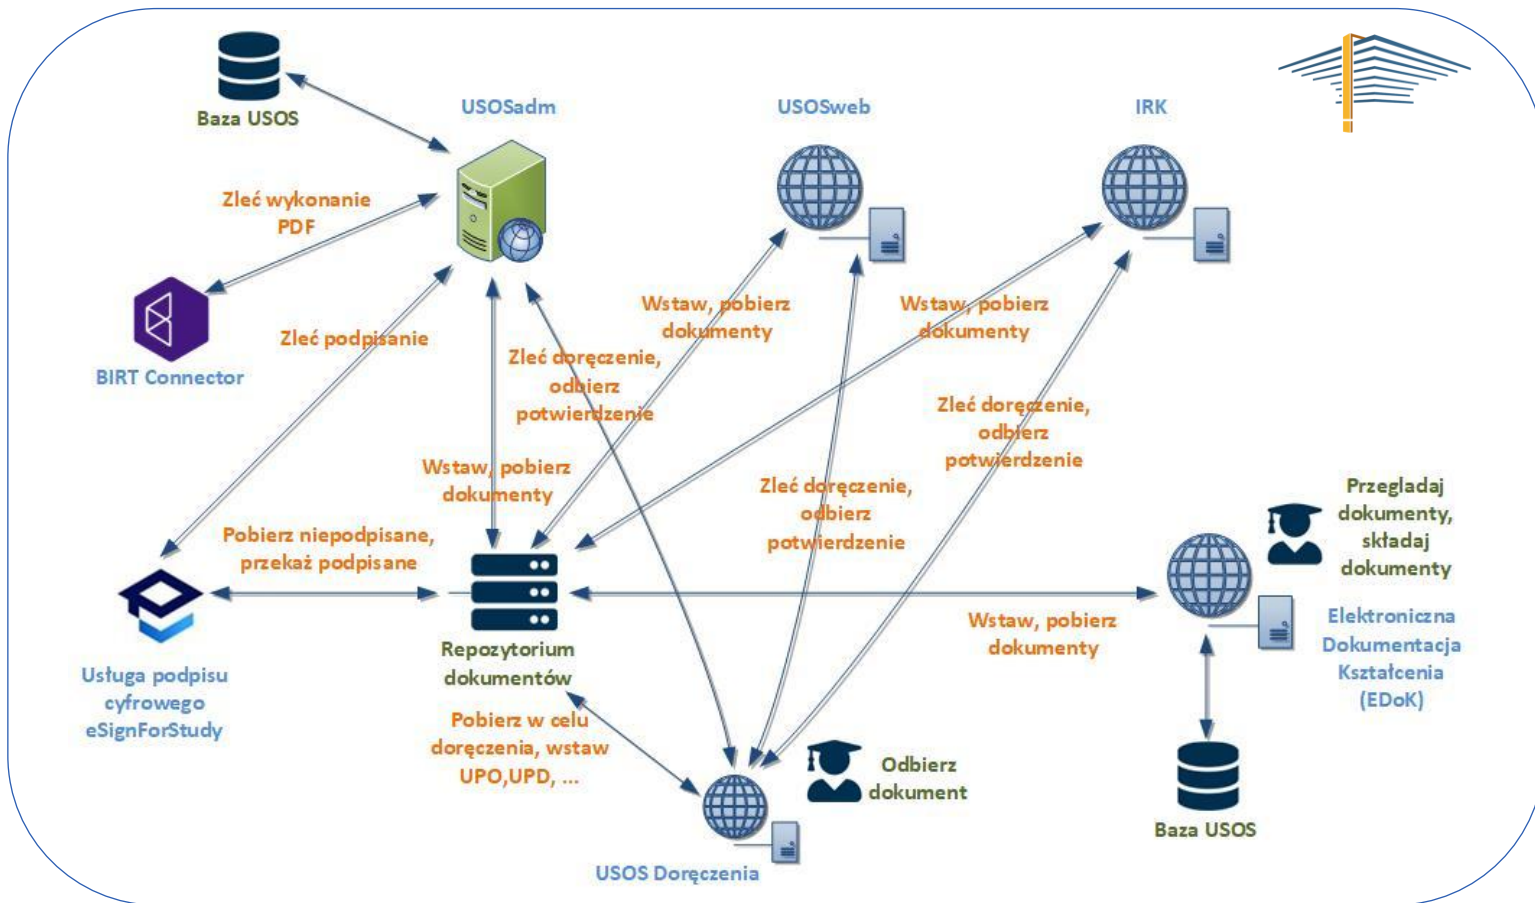 Baza USOS
USOSadm
USOSweb
IRK
Zleć wykonanie
PDF
BIRT Connector
Zleć podpisanie
Zleć doręczenie,
odbierz
potwierdzenie
Wstaw, pobierz
dokumenty
Wstaw, pobierz
dokumenty
Zleć doręczenie,
odbierz
potwierdzenie
Wstaw, pobierz
dokumenty
Zleć doręczenie,
odbierz
potwierdzenie
Przegladaj
dokumenty,
składaj
dokumenty
Pobierz niepodpisane,
przekaż podpisane
Usługa podpisu
cyfrowego
eSignForStudy
Repozytorium
dokumentów
Wstaw, pobierz
dokumenty
Elektroniczna
Dokumentacja
Kształcenia
(EDoK)
Pobierz w celu
doręczenia, wstaw
UPO,UPD, ...
Odbierz
dokument
USOS Doręczenia
Baza USOS